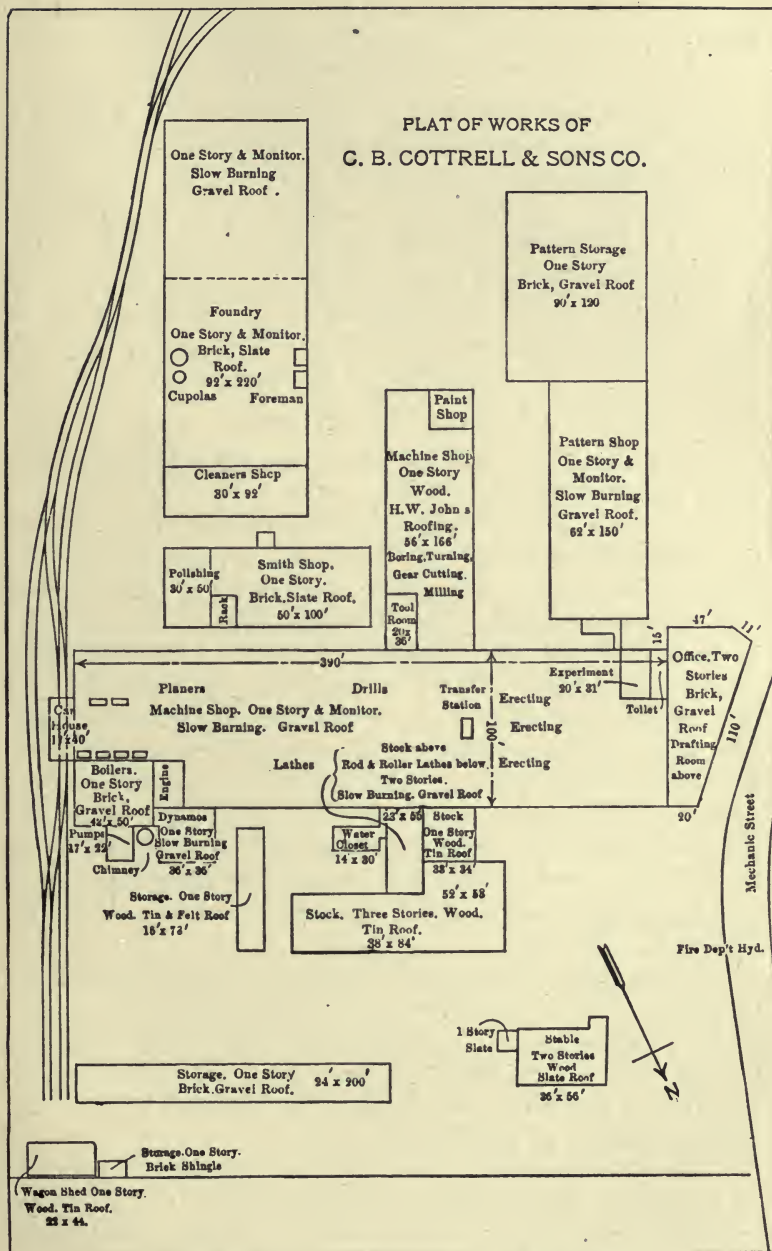 PLAT OF WORKS OF
C. B. COTTRELL & SONS CO.
One Story & Monitor.
Slow Burning
Gravel Roof .
Foundry
One Story & Monitor.
Brick, Slate
Roof.
92' x 220'
Cupolas
Foreman
Cleaners Shop
30' x 92'
Pattern Storage
One Story
Brick, Gravel Roof
90' x 120
Paint
Shop
Machine Shop
One Story
Wood.
H.W. John s
Roofing.
56' x 166'
Boring, Turning,
Gear Cutting.
Milling
Tool
Room
20x
36'
Pattern Shop
One Story &
Monitor.
Slow Burning
Gravel Roof.
62' x 150'
Polishing
30' x 50'
Rack
Smith Shop.
One Story.
Brick, Slate Roof.
50' x 100'
47'
11'
15'
390'
Experiment
20' x 31'
Toilet
Office, Two
Stories
Brick,
Gravel
Roof
Drafting
Room
above
110'
20'
Car
House
17' x 40'
Planers
Drills
Transfer
Station
Erecting
Machine Shop. One Story & Monitor.
Slow Burning. Gravel Roof
100'
Erecting
Erecting
Lathes
Stock above
Rod & Roller Lathes below.
Two Stories.
Slow Burning. Gravel Roof
Boilers.
One Story
Brick,
Gravel Roof
42' x 50'
Engine
Pumps
17' x 22'
Chimney
Dynamos
One Story
Slow Burning
Gravel Roof
36' x 36'
Water
Closet
14' x 30'
23' x 55'
Stock
One Story
Wood.
Tin Roof
33' x 34'
52' x 53'
Storage. One Story
Wood. Tin & Felt Roof
16' x 73'
Stock. Three Stories. Wood.
Tin Roof.
38' x 84'
Mechanic Street
Fire Dep't Hyd.
1 Story
Slate
Stable
Two Stories
Wood
Slate Roof
36' x 56'
N
Storage. One Story
Brick. Gravel Roof.
24' x 200'
Storage. One Story.
Brick Shingle
Wagon Shed One Story.
Wood. Tin Roof.
22 x 44.